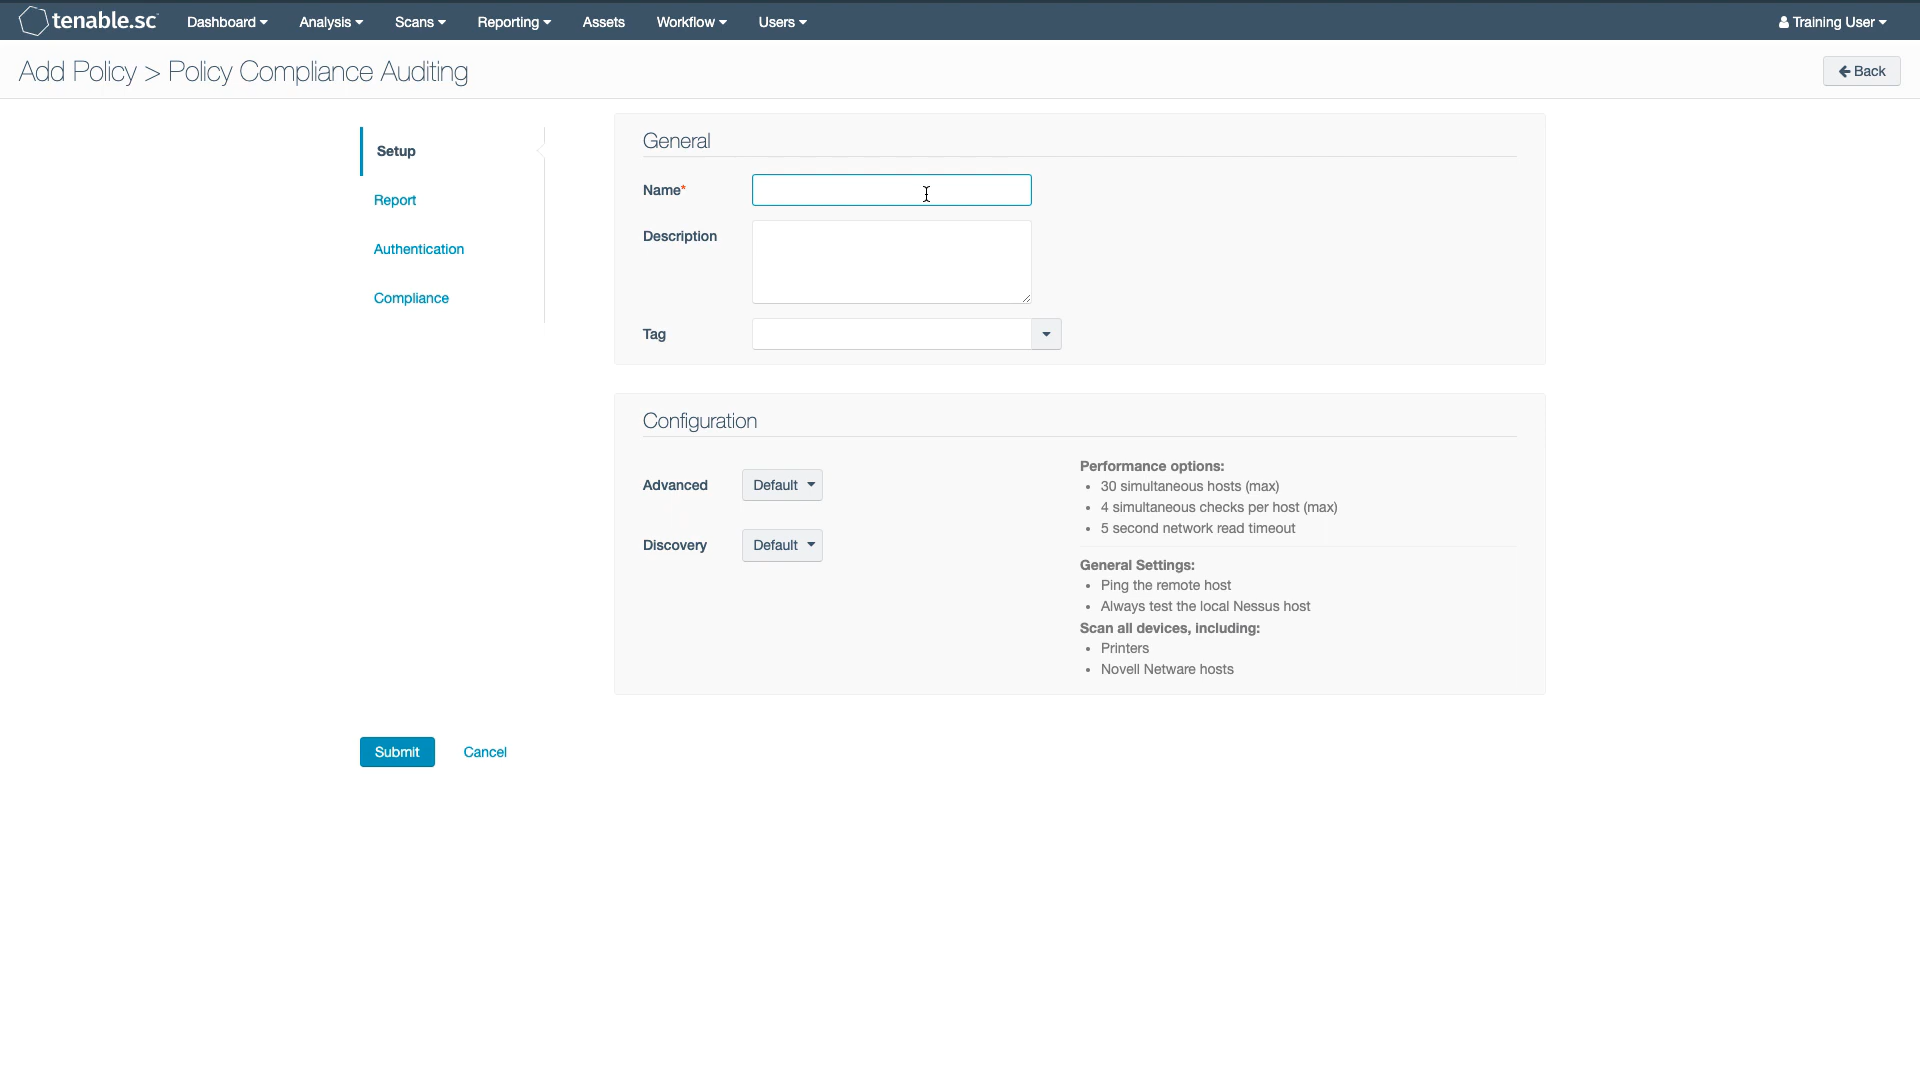 tenable.sc Dashboard Analysis Scans Reporting Assets Workflow Users Training User
Add Policy > Policy Compliance Auditing Back
Setup
Report
Authentication
Compliance
General
Name*
Description
Tag
Configuration
Advanced Default
Discovery Default
Performance options:
• 30 simultaneous hosts (max)
• 4 simultaneous checks per host (max)
• 5 second network read timeout
General Settings:
• Ping the remote host
• Always test the local Nessus host
Scan all devices, including:
• Printers
• Novell Netware hosts
Submit Cancel